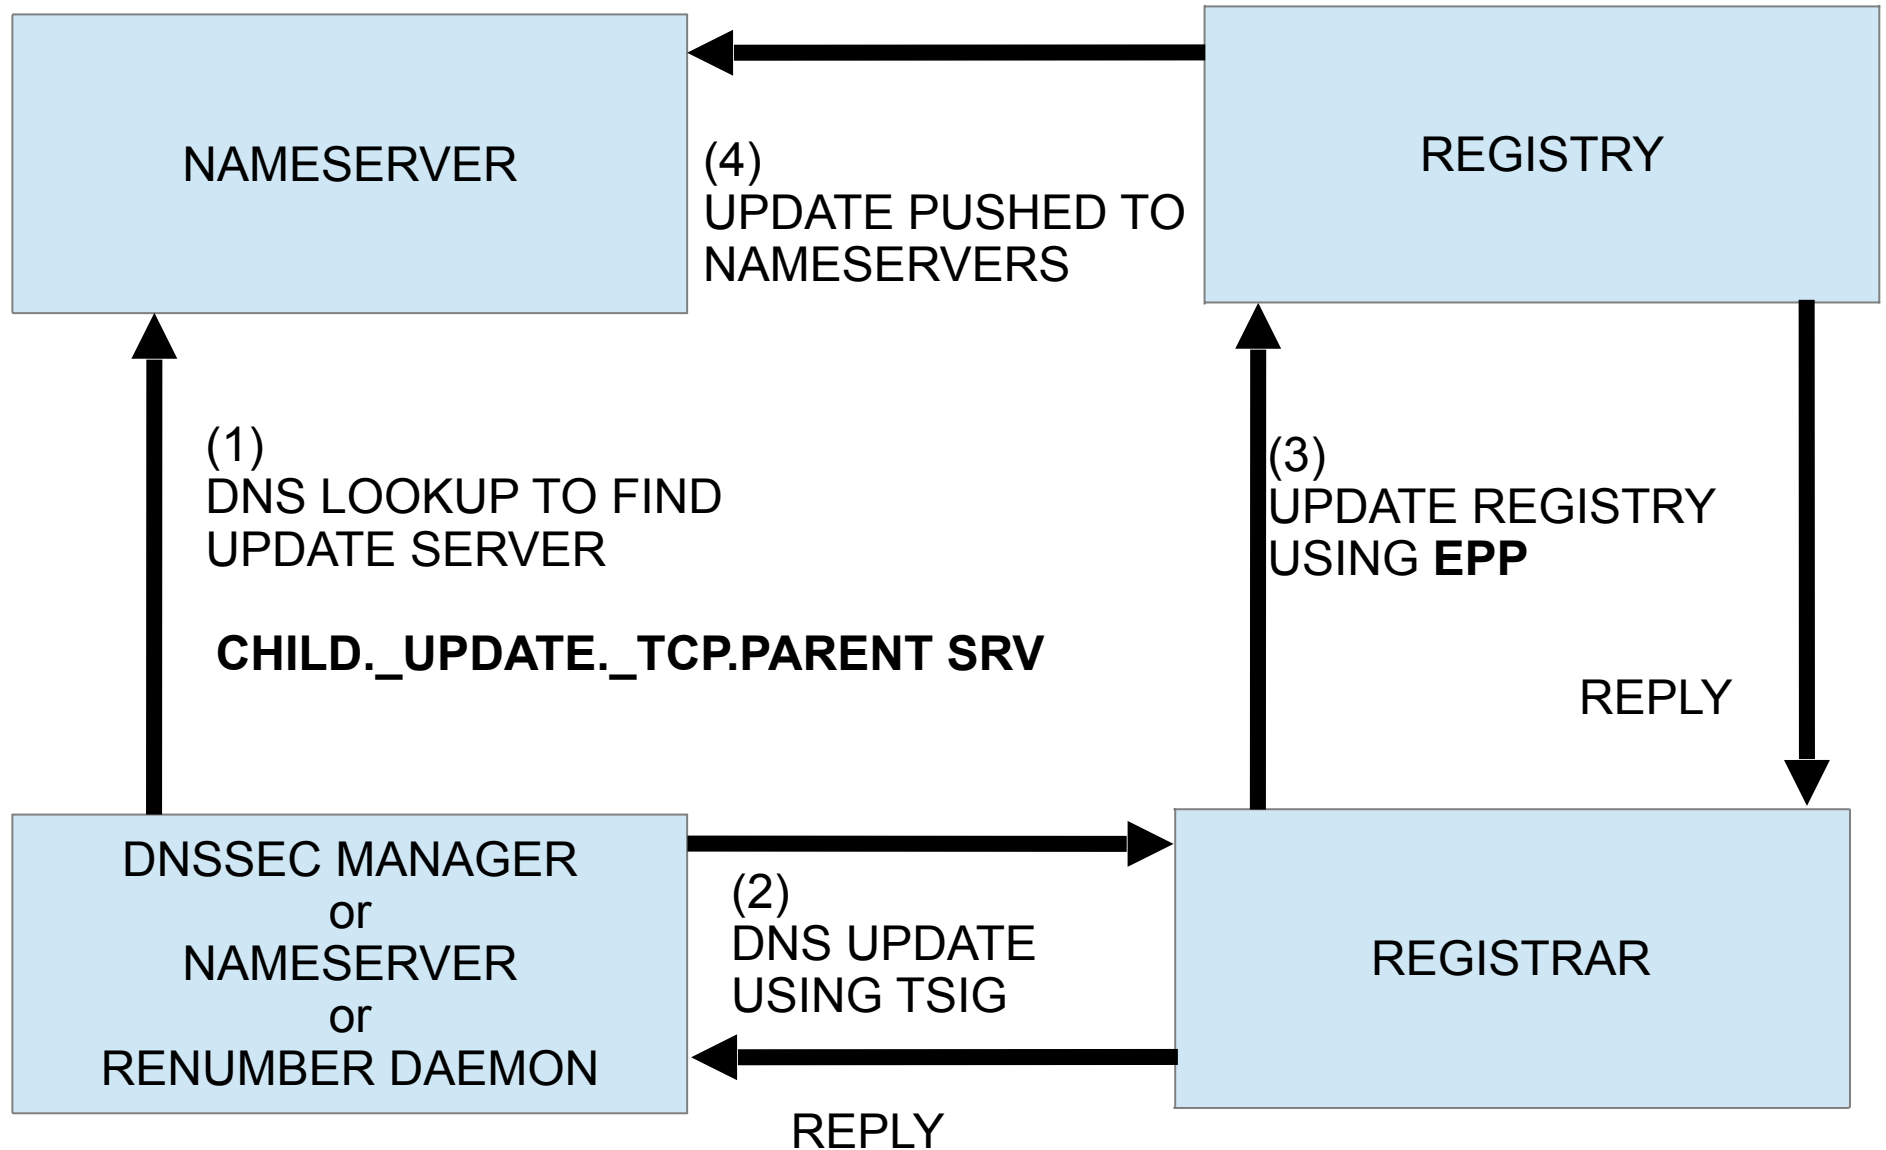 NAMESERVER
REGISTRY
(4)
UPDATE PUSHED TO
NAMESERVERS
(1)
DNS LOOKUP TO FIND
UPDATE SERVER
CHILD._UPDATE._TCP.PARENT SRV
(3)
UPDATE REGISTRY
USING EPP
REPLY
DNSSEC MANAGER
or
NAMESERVER
or
RENUMBER DAEMON
(2)
DNS UPDATE
USING TSIG
REGISTRAR
REPLY